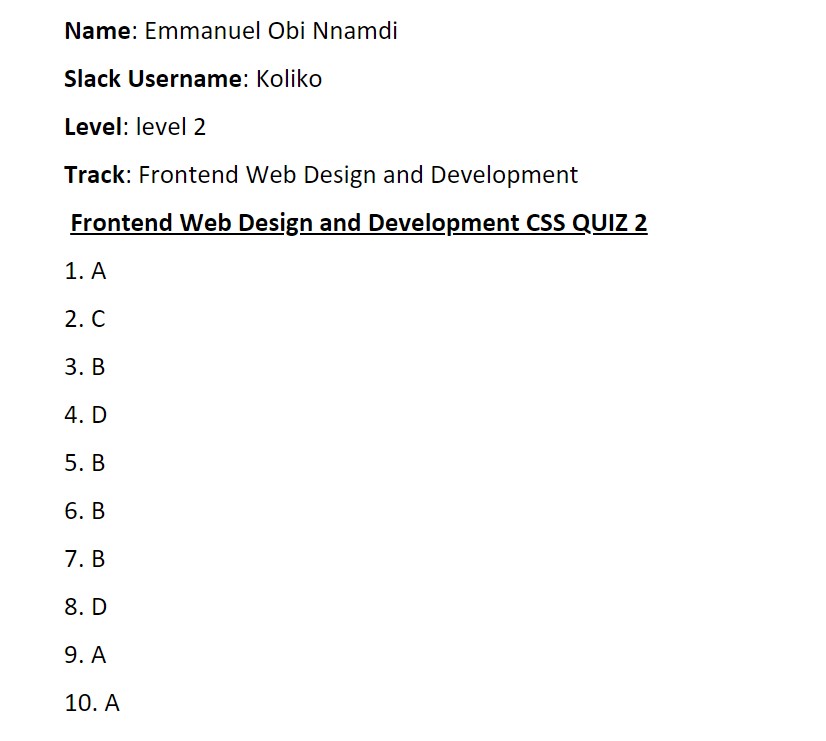 Name: Emmanuel Obi Nnamdi
Slack Username: Koliko
Level: level 2
Track: Frontend Web Design and Development
Frontend Web Design and Development CSS QUIZ 2
1. A
2. C
3. B
4. D
5. B
6. B
7. B
8. D
9. A
10. A